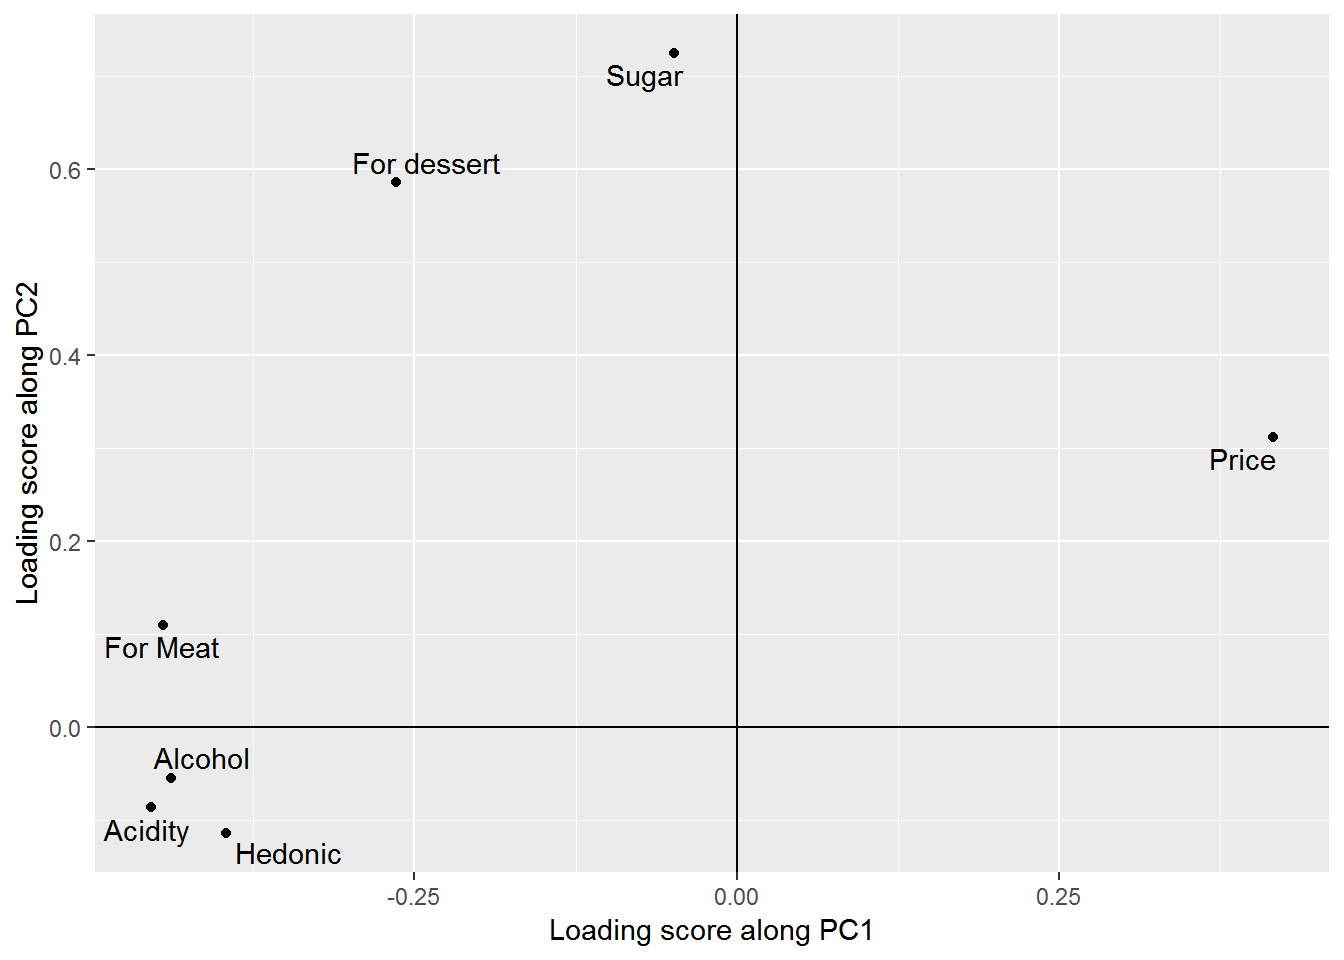 Sugar
For dessert
Price
For Meat
Alcohol
Acidity
Hedonic
0.6
0.4
0.2
0.0
-0.25
0.00
0.25
Loading score along PC1
Loading score along PC2